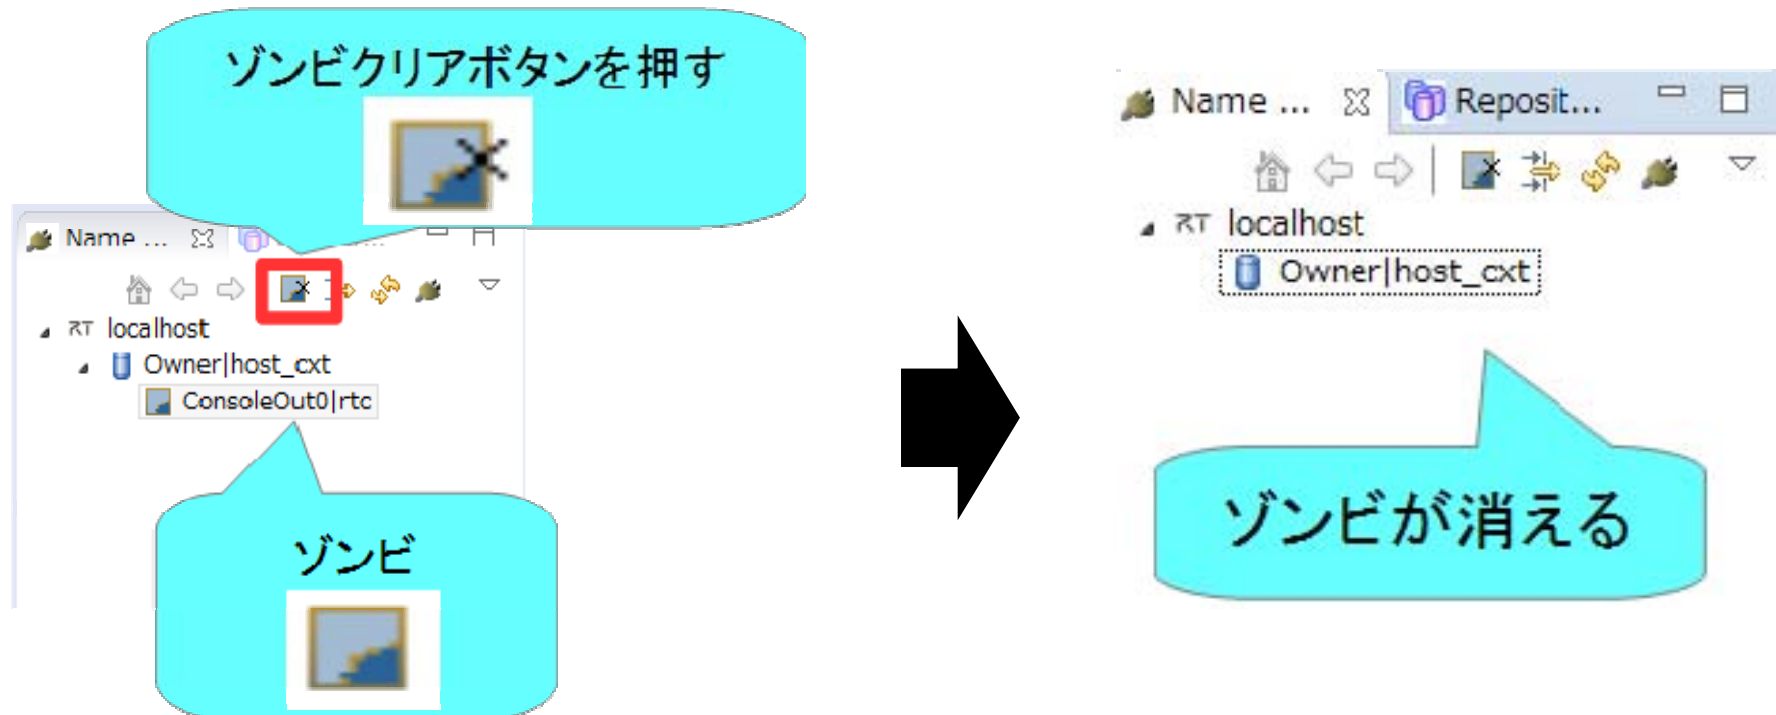 ゾンビクリアボタンを押す
Name ...
localhost
Owner|host_cxt
ConsoleOut0|rtc
ゾンビ
Name ...
Reposit...
RT localhost
Owner|host_cxt
ゾンビが消える